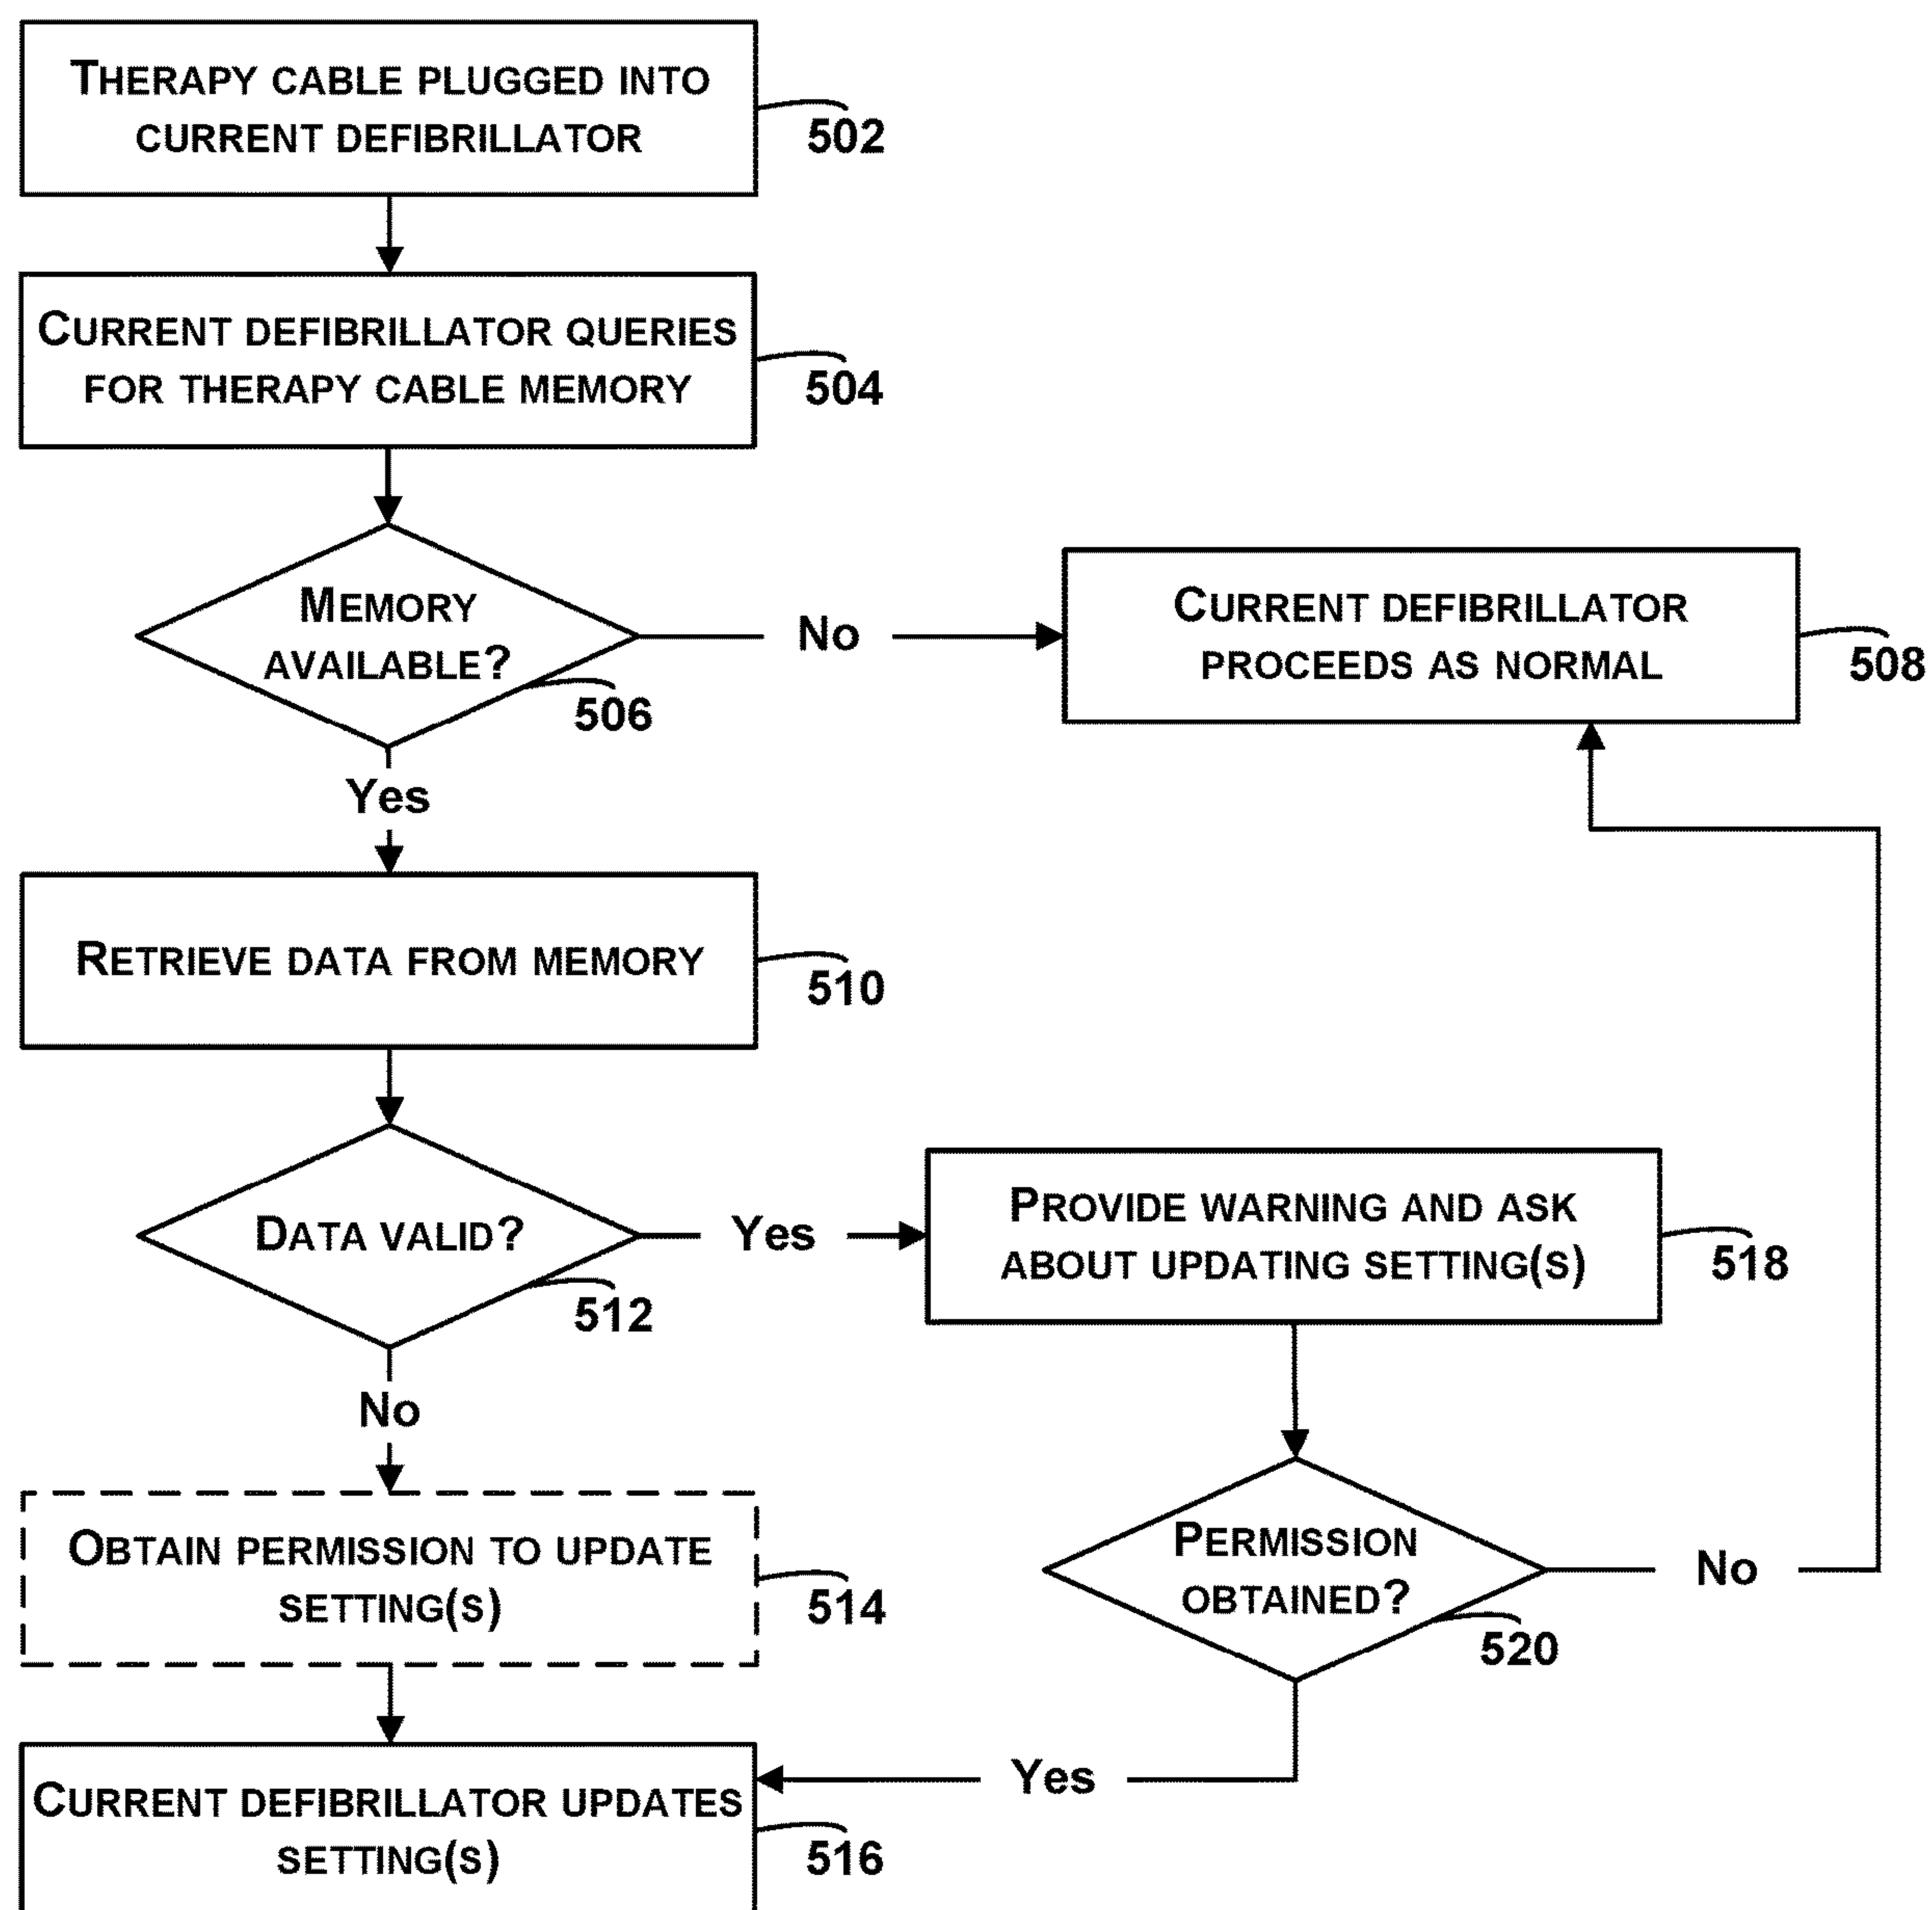 THERAPY CABLE PLUGGED INTO
CURRENT DEFIBRILLATOR
502
CURRENT DEFIBRILLATOR QUERIES
FOR THERAPY CABLE MEMORY
504
MEMORY
AVAILABLE?
506
No
CURRENT DEFIBRILLATOR
PROCEEDS AS NORMAL
508
Yes
RETRIEVE DATA FROM MEMORY
510
DATA VALID?
512
Yes
PROVIDE WARNING AND ASK
ABOUT UPDATING SETTING(S)
518
No
OBTAIN PERMISSION TO UPDATE
SETTING(S)
514
PERMISSION
OBTAINED?
520
No
Yes
CURRENT DEFIBRILLATOR UPDATES
SETTING(S)
516